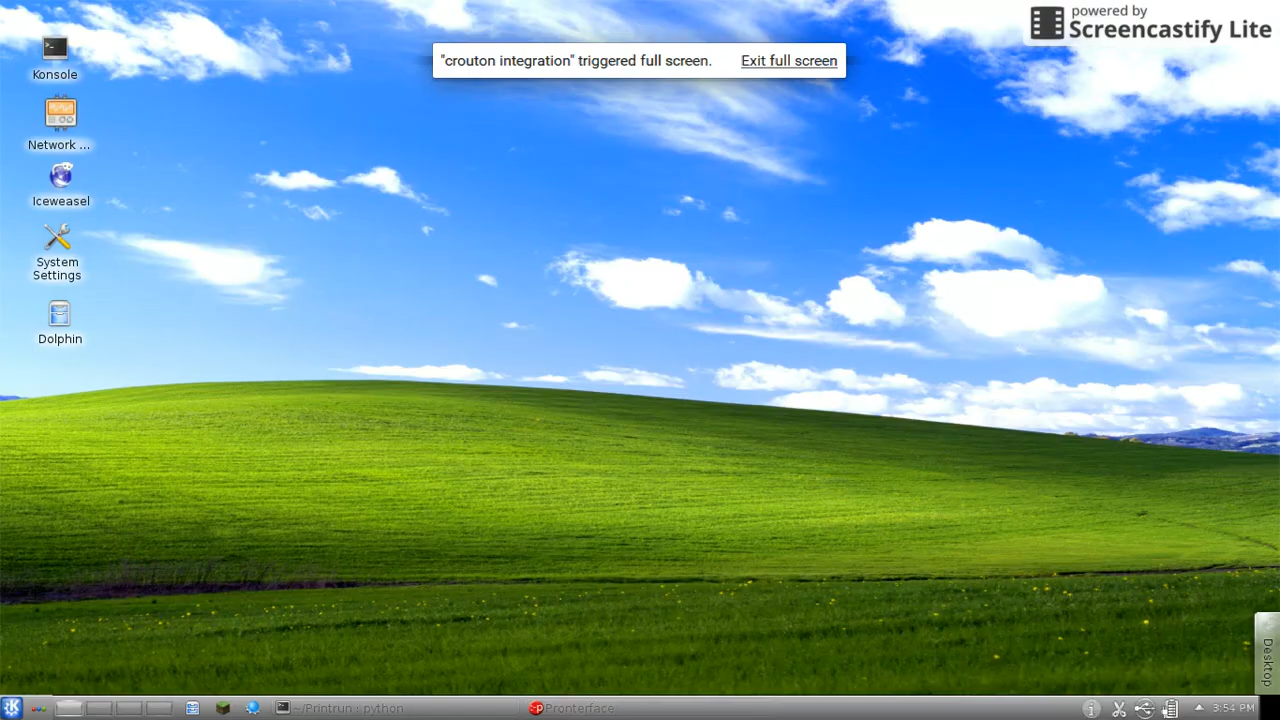 powered by
Screencastify Lite
"crouton integration" triggered full screen. Exit full screen
Konsole
Network ...
Iceweasel
System
Settings
Dolphin
Desktop
~/Printrun : python
Pronterface
3:54 PM